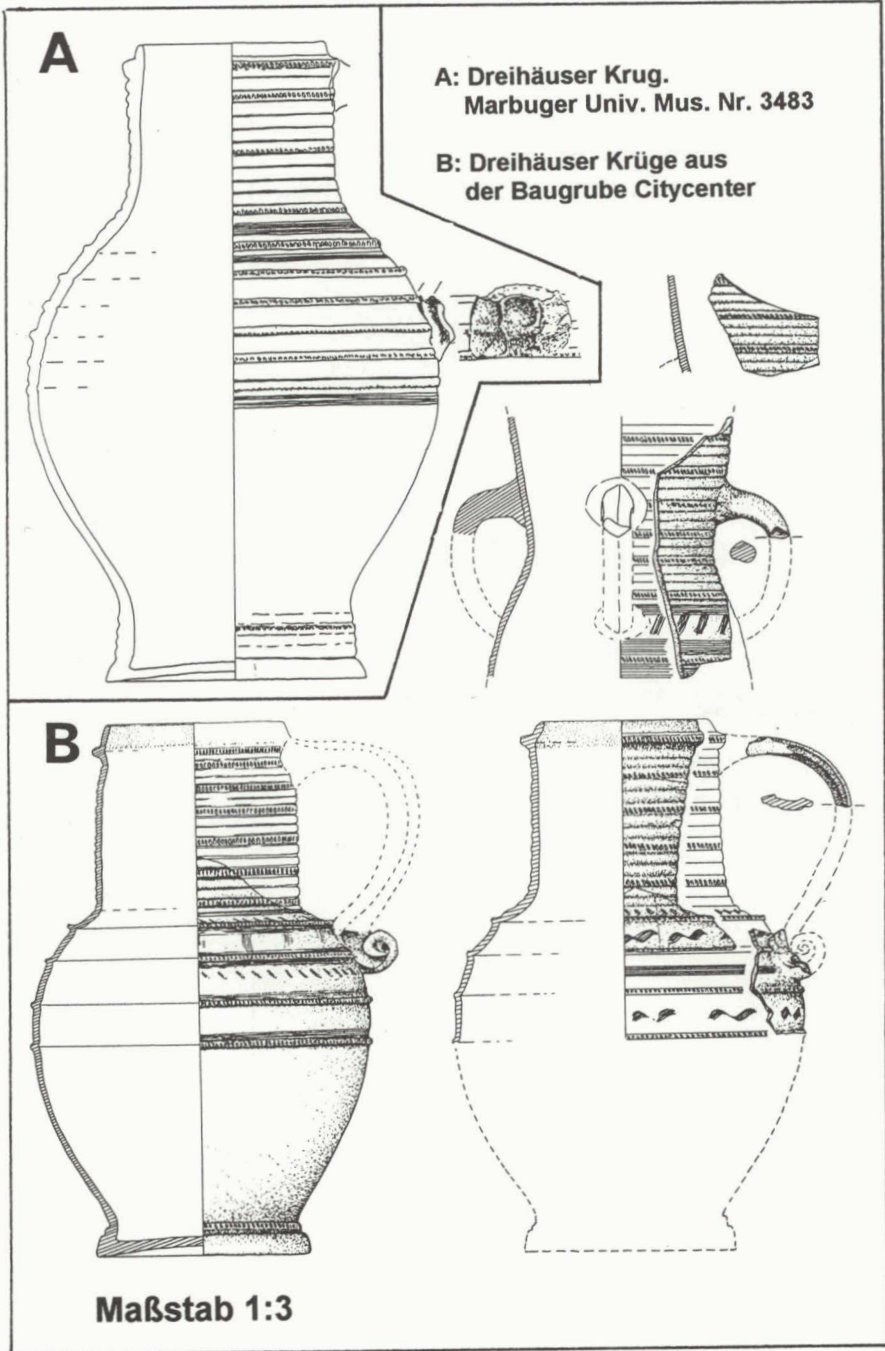 A
A: Dreihäuser Krug.
Marbuger Univ. Mus. Nr. 3483
B: Dreihäuser Krüge aus
der Baugrube Citycenter
B
Maßstab 1:3